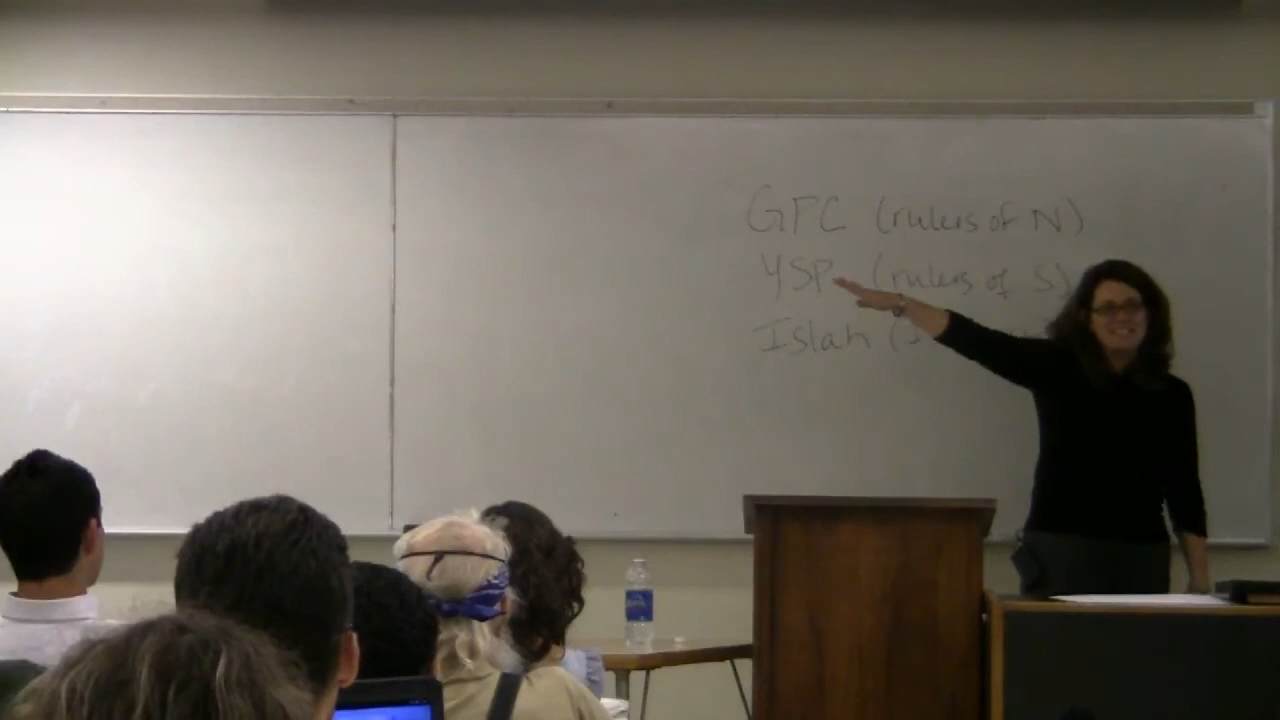 GPC (rulers of N)
YSP (rulers of S)
Islah (